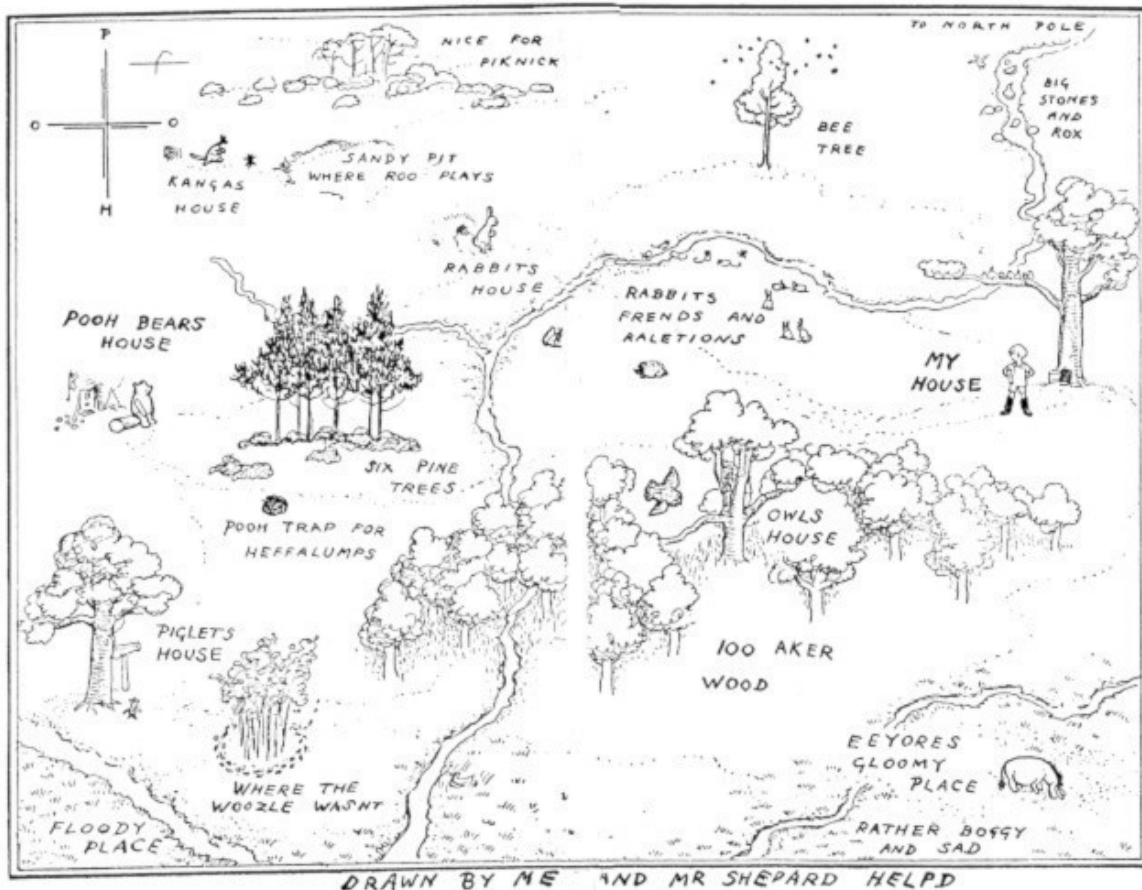 P
O O
H
NICE FOR
PIKNICK
TO NORTH POLE
BIG
STONES
AND
ROX
BEE
TREE
KANGAS
HOUSE
SANDY PIT
WHERE ROO PLAYS
RABBITS
HOUSE
RABBITS
FRENDS AND
RALETIONS
POOH BEARS
HOUSE
MY
HOUSE
SIX PINE
TREES
POOH TRAP FOR
HEFFALUMPS
OWLS
HOUSE
PIGLETS
HOUSE
100 AKER
WOOD
WHERE THE
WOOZLE WASNT
FLOODY
PLACE
EEYORES
GLOOMY
PLACE
RATHER BOGGY
AND SAD
DRAWN BY ME AND MR SHEPARD HELPD